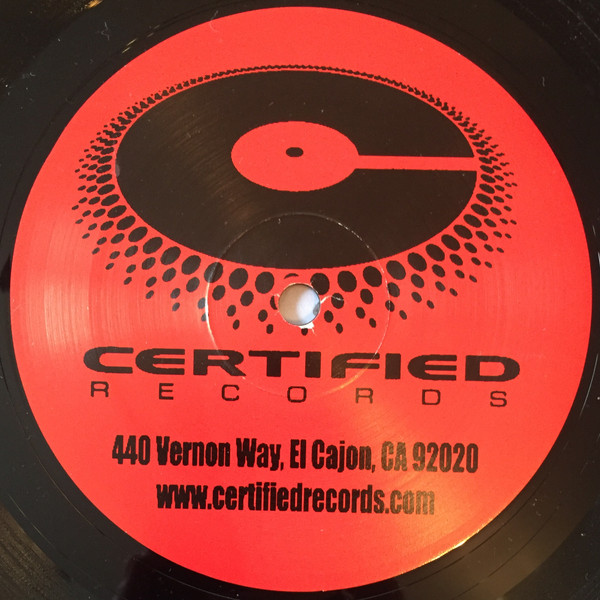 CERTIFIED
RECORDS
440 Vernon Way, El Cajon, CA 92020
www.certifiedrecords.com